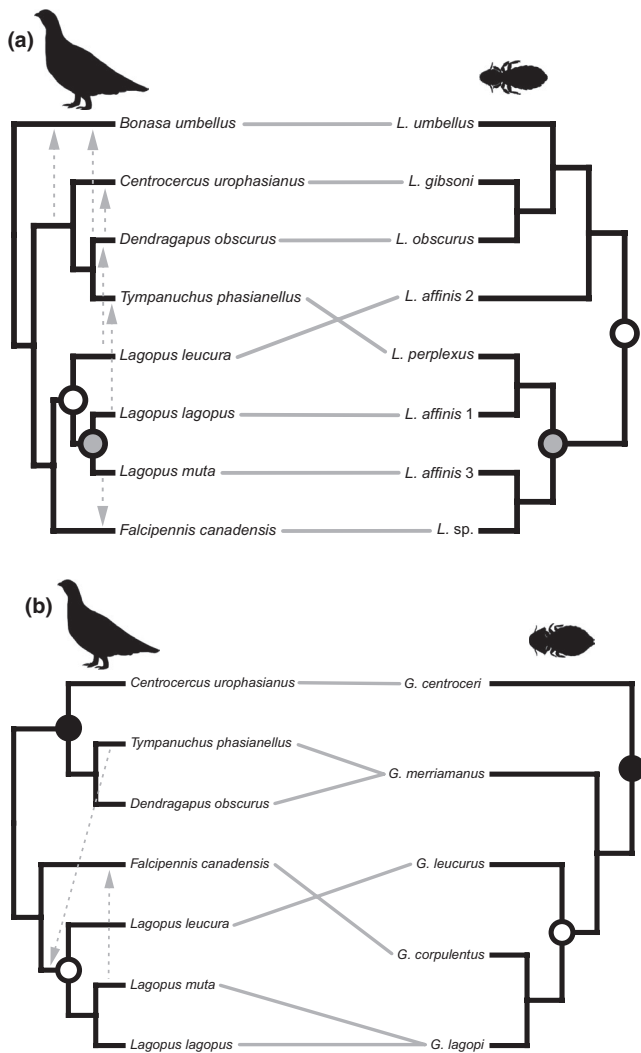 (a)
Bonasa umbellus L. umbellus
Centrocercus urophasianus L. gibsoni
Dendragapus obscurus L. obscurus
Tympanuchus phasianellus L. affinis 2
Lagopus leucura L. perplexus
Lagopus lagopus L. affinis 1
Lagopus muta L. affinis 3
Falcipennis canadensis L. sp.
(b)
Centrocercus urophasianus G. centroceri
Tympanuchus phasianellus
G. merriamanus
Dendragapus obscurus
Falcipennis canadensis G. leucurus
Lagopus leucura
G. corpulentus
Lagopus muta
Lagopus lagopus G. lagopi